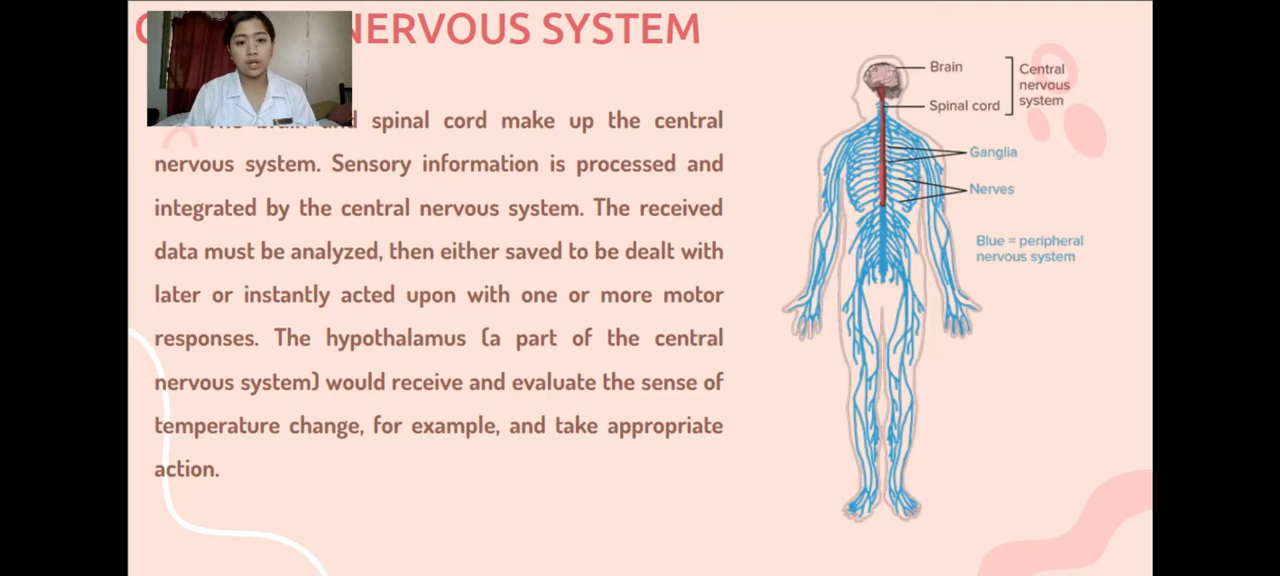 NERVOUS SYSTEM
spinal cord make up the central
nervous system. Sensory information is processed and
integrated by the central nervous system. The received
data must be analyzed, then either saved to be dealt with
later or instantly acted upon with one or more motor
responses. The hypothalamus (a part of the central
nervous system) would receive and evaluate the sense of
temperature change, for example, and take appropriate
action.
Brain
Spinal cord
Central
nervous
system
Ganglia
Nerves
Blue = peripheral
nervous system